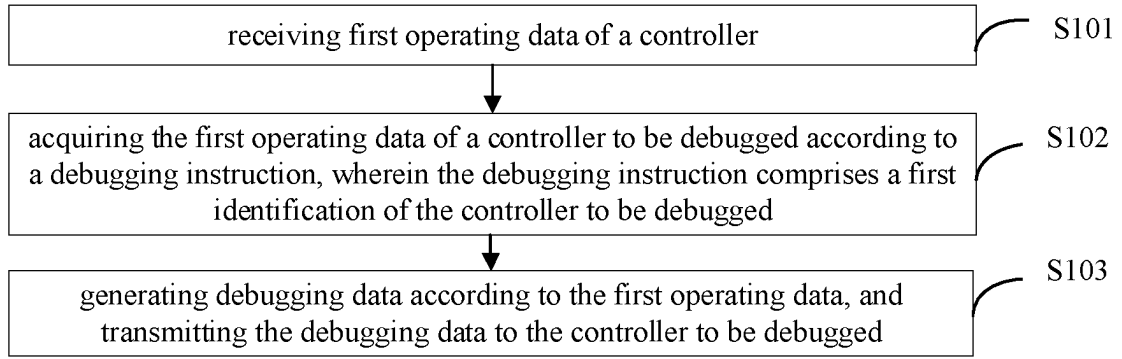 receiving first operating data of a controller
S101
acquiring the first operating data of a controller to be debugged according to
a debugging instruction, wherein the debugging instruction comprises a first
identification of the controller to be debugged
S102
generating debugging data according to the first operating data, and
transmitting the debugging data to the controller to be debugged
S103